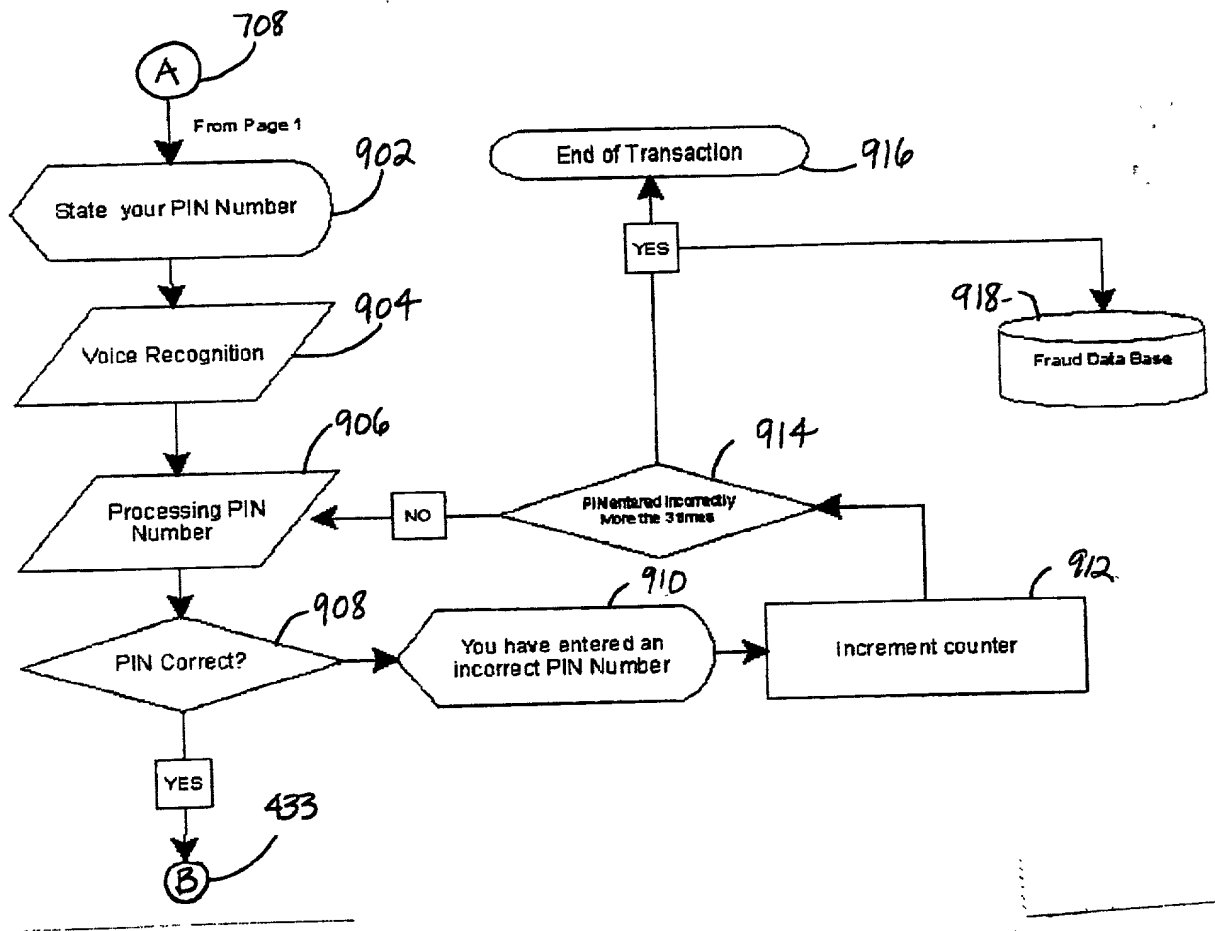 708
A
From Page 1
902
State your PIN Number
904
Voice Recognition
906
Processing PIN
Number
908
PIN Correct?
YES
433
B
910
You have entered an
incorrect PIN Number
912
Increment counter
914
PIN entered Incorrectly
More the 3 times
NO
YES
End of Transaction
916
918
Fraud Data Base